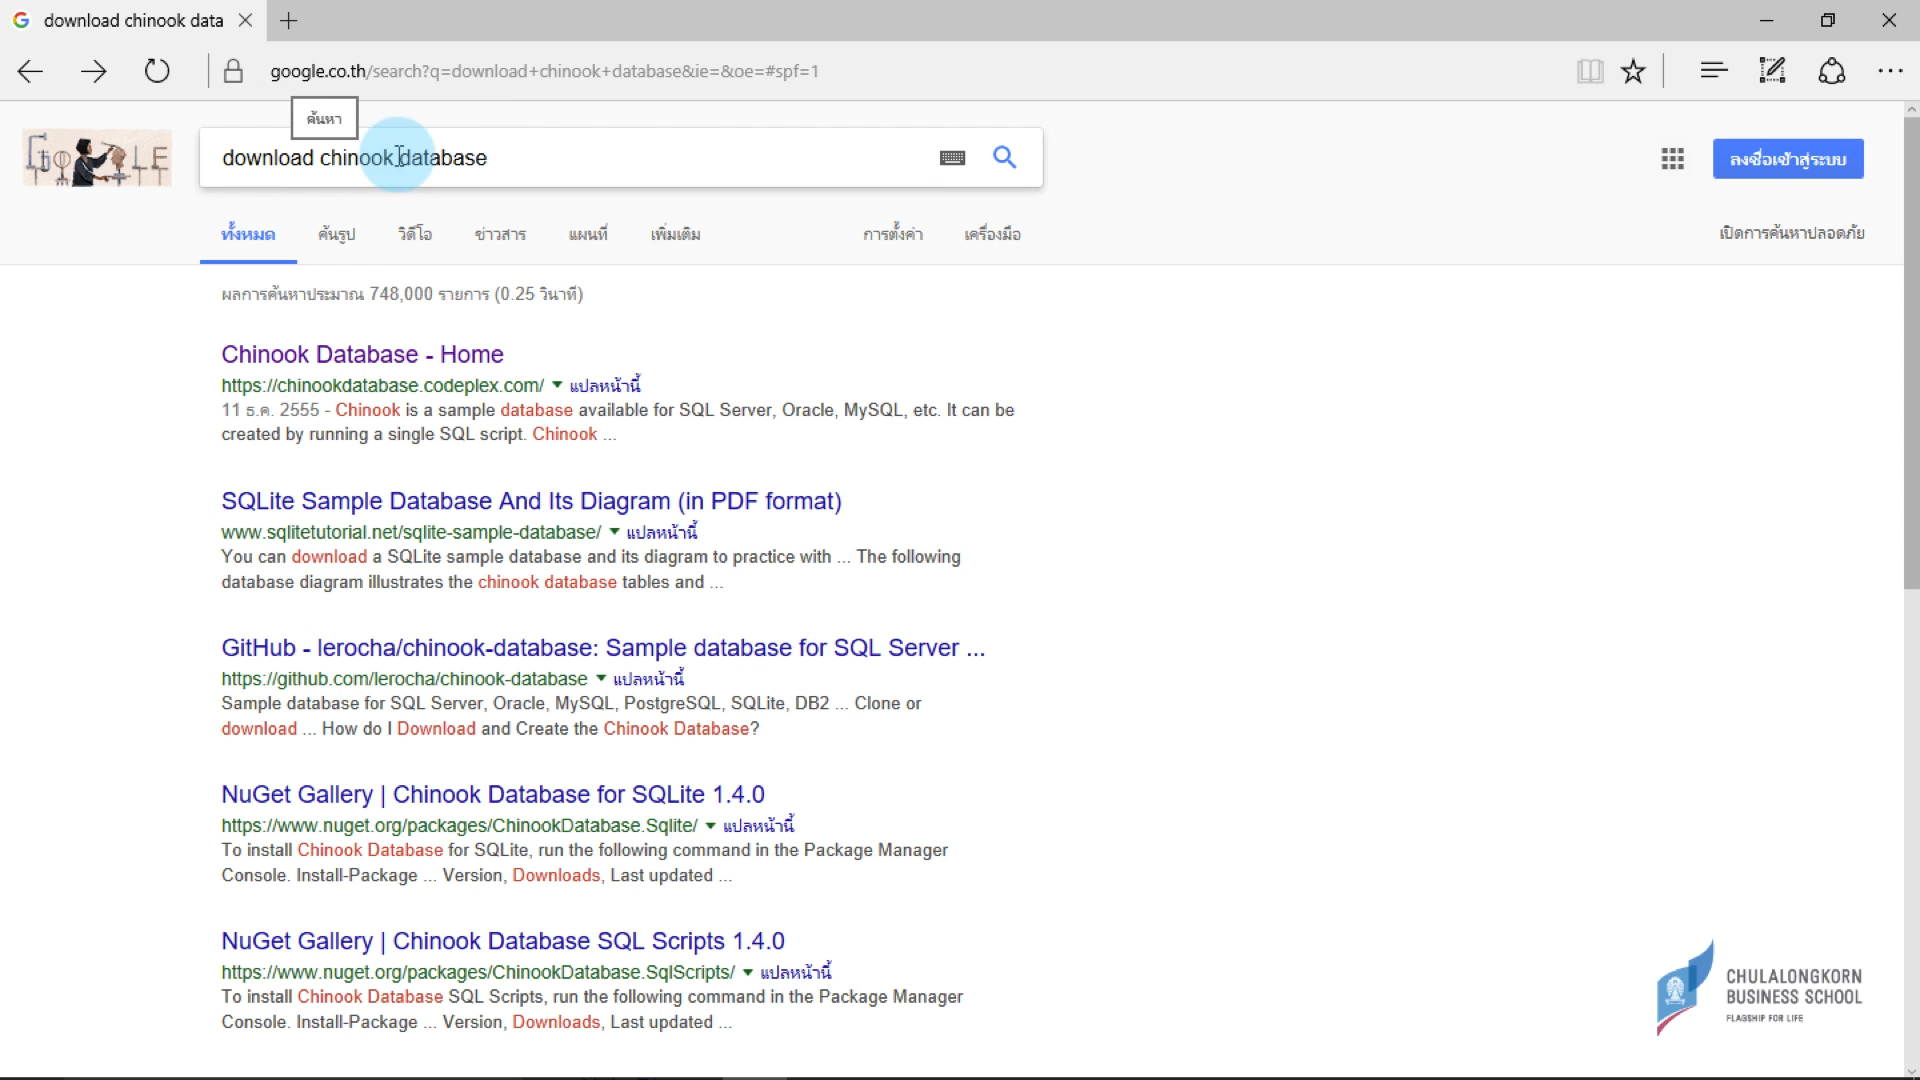 download chinook data
google.co.th/search?q=download+chinook+database&ie=&oe=#spf=1
ค้นหา
download chinook database
ลงชื่อเข้าสู่ระบบ
ทั้งหมด ค้นรูป วิดีโอ ข่าวสาร แผนที่ เพิ่มเติม การตั้งค่า เครื่องมือ เปิดการค้นหาปลอดภัย
ผลการค้นหาประมาณ 748,000 รายการ (0.25 วินาที)
Chinook Database - Home
https://chinookdatabase.codeplex.com/ ▼ แปลหน้านี้
11 ธ.ค. 2555 - Chinook is a sample database available for SQL Server, Oracle, MySQL, etc. It can be
created by running a single SQL script. Chinook ...
SQLite Sample Database And Its Diagram (in PDF format)
www.sqlitetutorial.net/sqlite-sample-database/ ▼ แปลหน้านี้
You can download a SQLite sample database and its diagram to practice with ... The following
database diagram illustrates the chinook database tables and ...
GitHub - lerocha/chinook-database: Sample database for SQL Server ...
https://github.com/lerocha/chinook-database ▼ แปลหน้านี้
Sample database for SQL Server, Oracle, MySQL, PostgreSQL, SQLite, DB2 ... Clone or
download ... How do I Download and Create the Chinook Database?
NuGet Gallery | Chinook Database for SQLite 1.4.0
https://www.nuget.org/packages/ChinookDatabase.Sqlite/ ▼ แปลหน้านี้
To install Chinook Database for SQLite, run the following command in the Package Manager
Console. Install-Package ... Version, Downloads, Last updated ...
NuGet Gallery | Chinook Database SQL Scripts 1.4.0
https://www.nuget.org/packages/ChinookDatabase.SqlScripts/ ▼ แปลหน้านี้
To install Chinook Database SQL Scripts, run the following command in the Package Manager
Console. Install-Package ... Version, Downloads, Last updated ...
CHULALONGKORN
BUSINESS SCHOOL
FLAGSHIP FOR LIFE